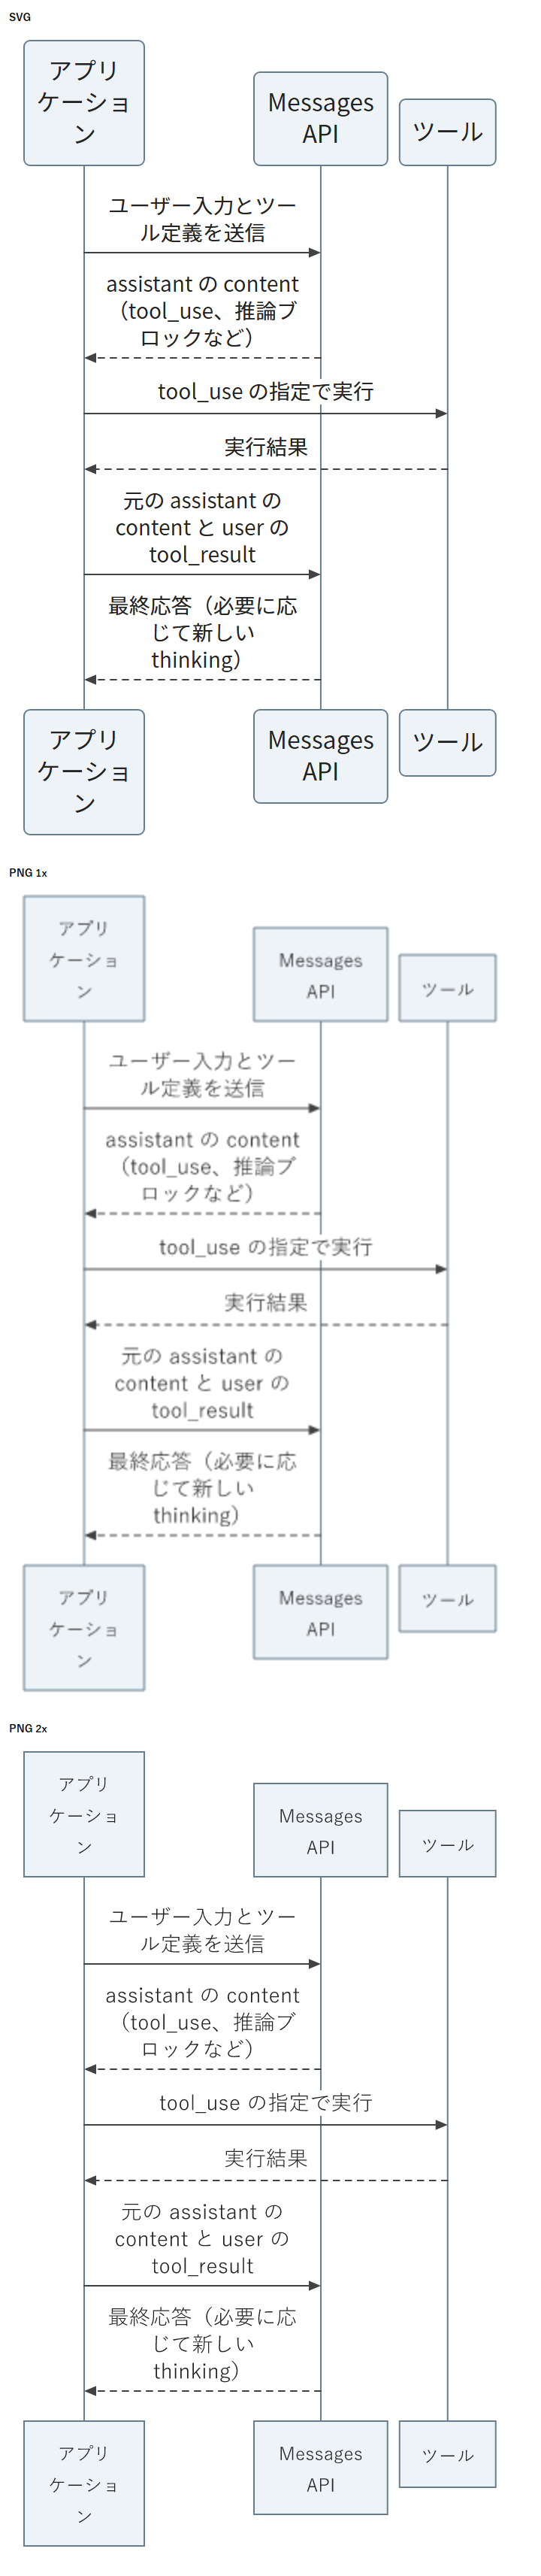 SVG
アプリ
ケーショ
ン
Messages
API
ツール
ユーザー入力とツー
ル定義を送信
assistant の content
（tool_use、推論ブ
ロックなど）
tool_use の指定で実行
実行結果
元の assistant の
content と user の
tool_result
最終応答（必要に応
じて新しい
thinking）
アプリ
ケーショ
ン
Messages
API
ツール
PNG 1x
アプリ
ケーショ
ン
Messages
API
ツール
ユーザー入力とツー
ル定義を送信
assistant の content
（tool_use、推論ブ
ロックなど）
tool_use の指定で実行
実行結果
元の assistant の
content と user の
tool_result
最終応答（必要に応
じて新しい
thinking）
アプリ
ケーショ
ン
Messages
API
ツール
PNG 2x
アプリ
ケーショ
ン
Messages
API
ツール
ユーザー入力とツー
ル定義を送信
assistant の content
（tool_use、推論ブ
ロックなど）
tool_use の指定で実行
実行結果
元の assistant の
content と user の
tool_result
最終応答（必要に応
じて新しい
thinking）
アプリ
ケーショ
ン
Messages
API
ツール